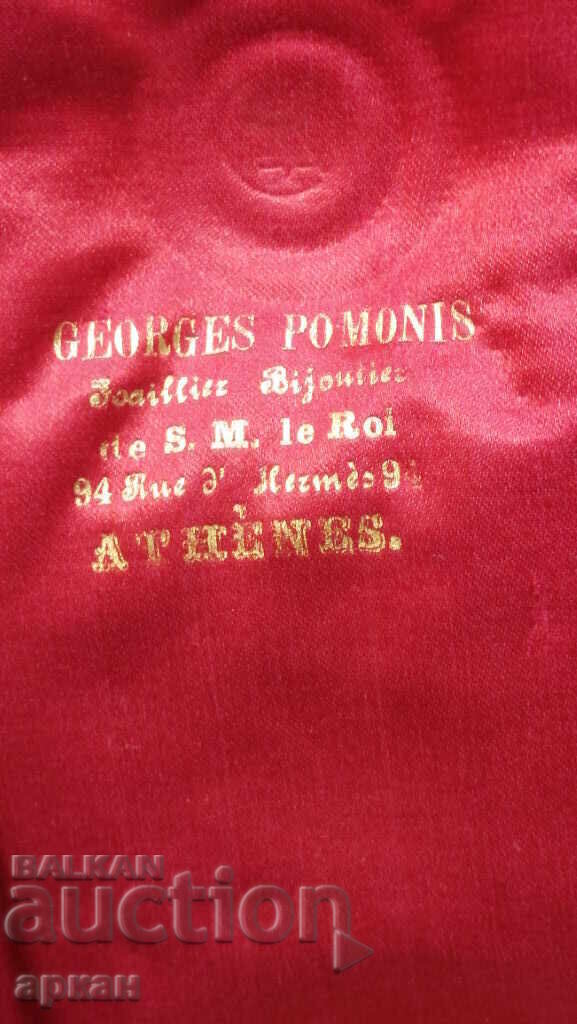 GEORGES POMONIS
Joaillier Bijoutier
de S. M. le Roi
94 Rue d' Hermès 94
ATHÈNES.
BALKAN
auction
аркан